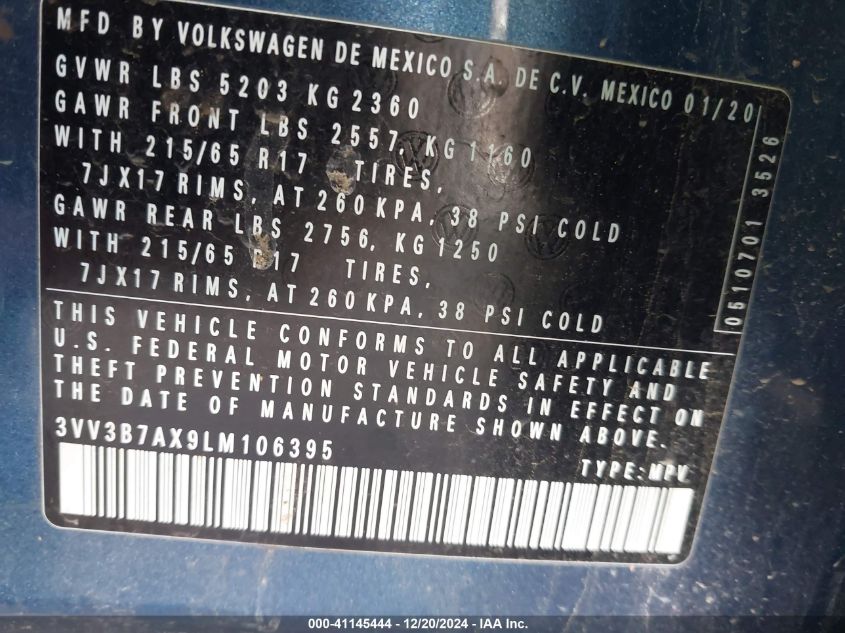 MFD BY VOLKSWAGEN DE MEXICO S.A. DE C.V. MEXICO 01/20
GVWR LBS 5203 KG 2360
GAWR FRONT LBS 2557, KG 1160
WITH 215/65 R17 TIRES,
7JX17 RIMS, AT 260 KPA, 38 PSI COLD
GAWR REAR LBS 2756, KG 1250
WITH 215/65 R17 TIRES,
7JX17 RIMS, AT 260 KPA, 38 PSI COLD
0510701 3526
THIS VEHICLE CONFORMS TO ALL APPLICABLE
U.S. FEDERAL MOTOR VEHICLE SAFETY AND
THEFT PREVENTION STANDARDS IN EFFECT ON
THE DATE OF MANUFACTURE SHOWN ABOVE.
3VV3B7AX9LM106395
TYPE: MPV
000-41145444 - 12/20/2024 - IAA Inc.